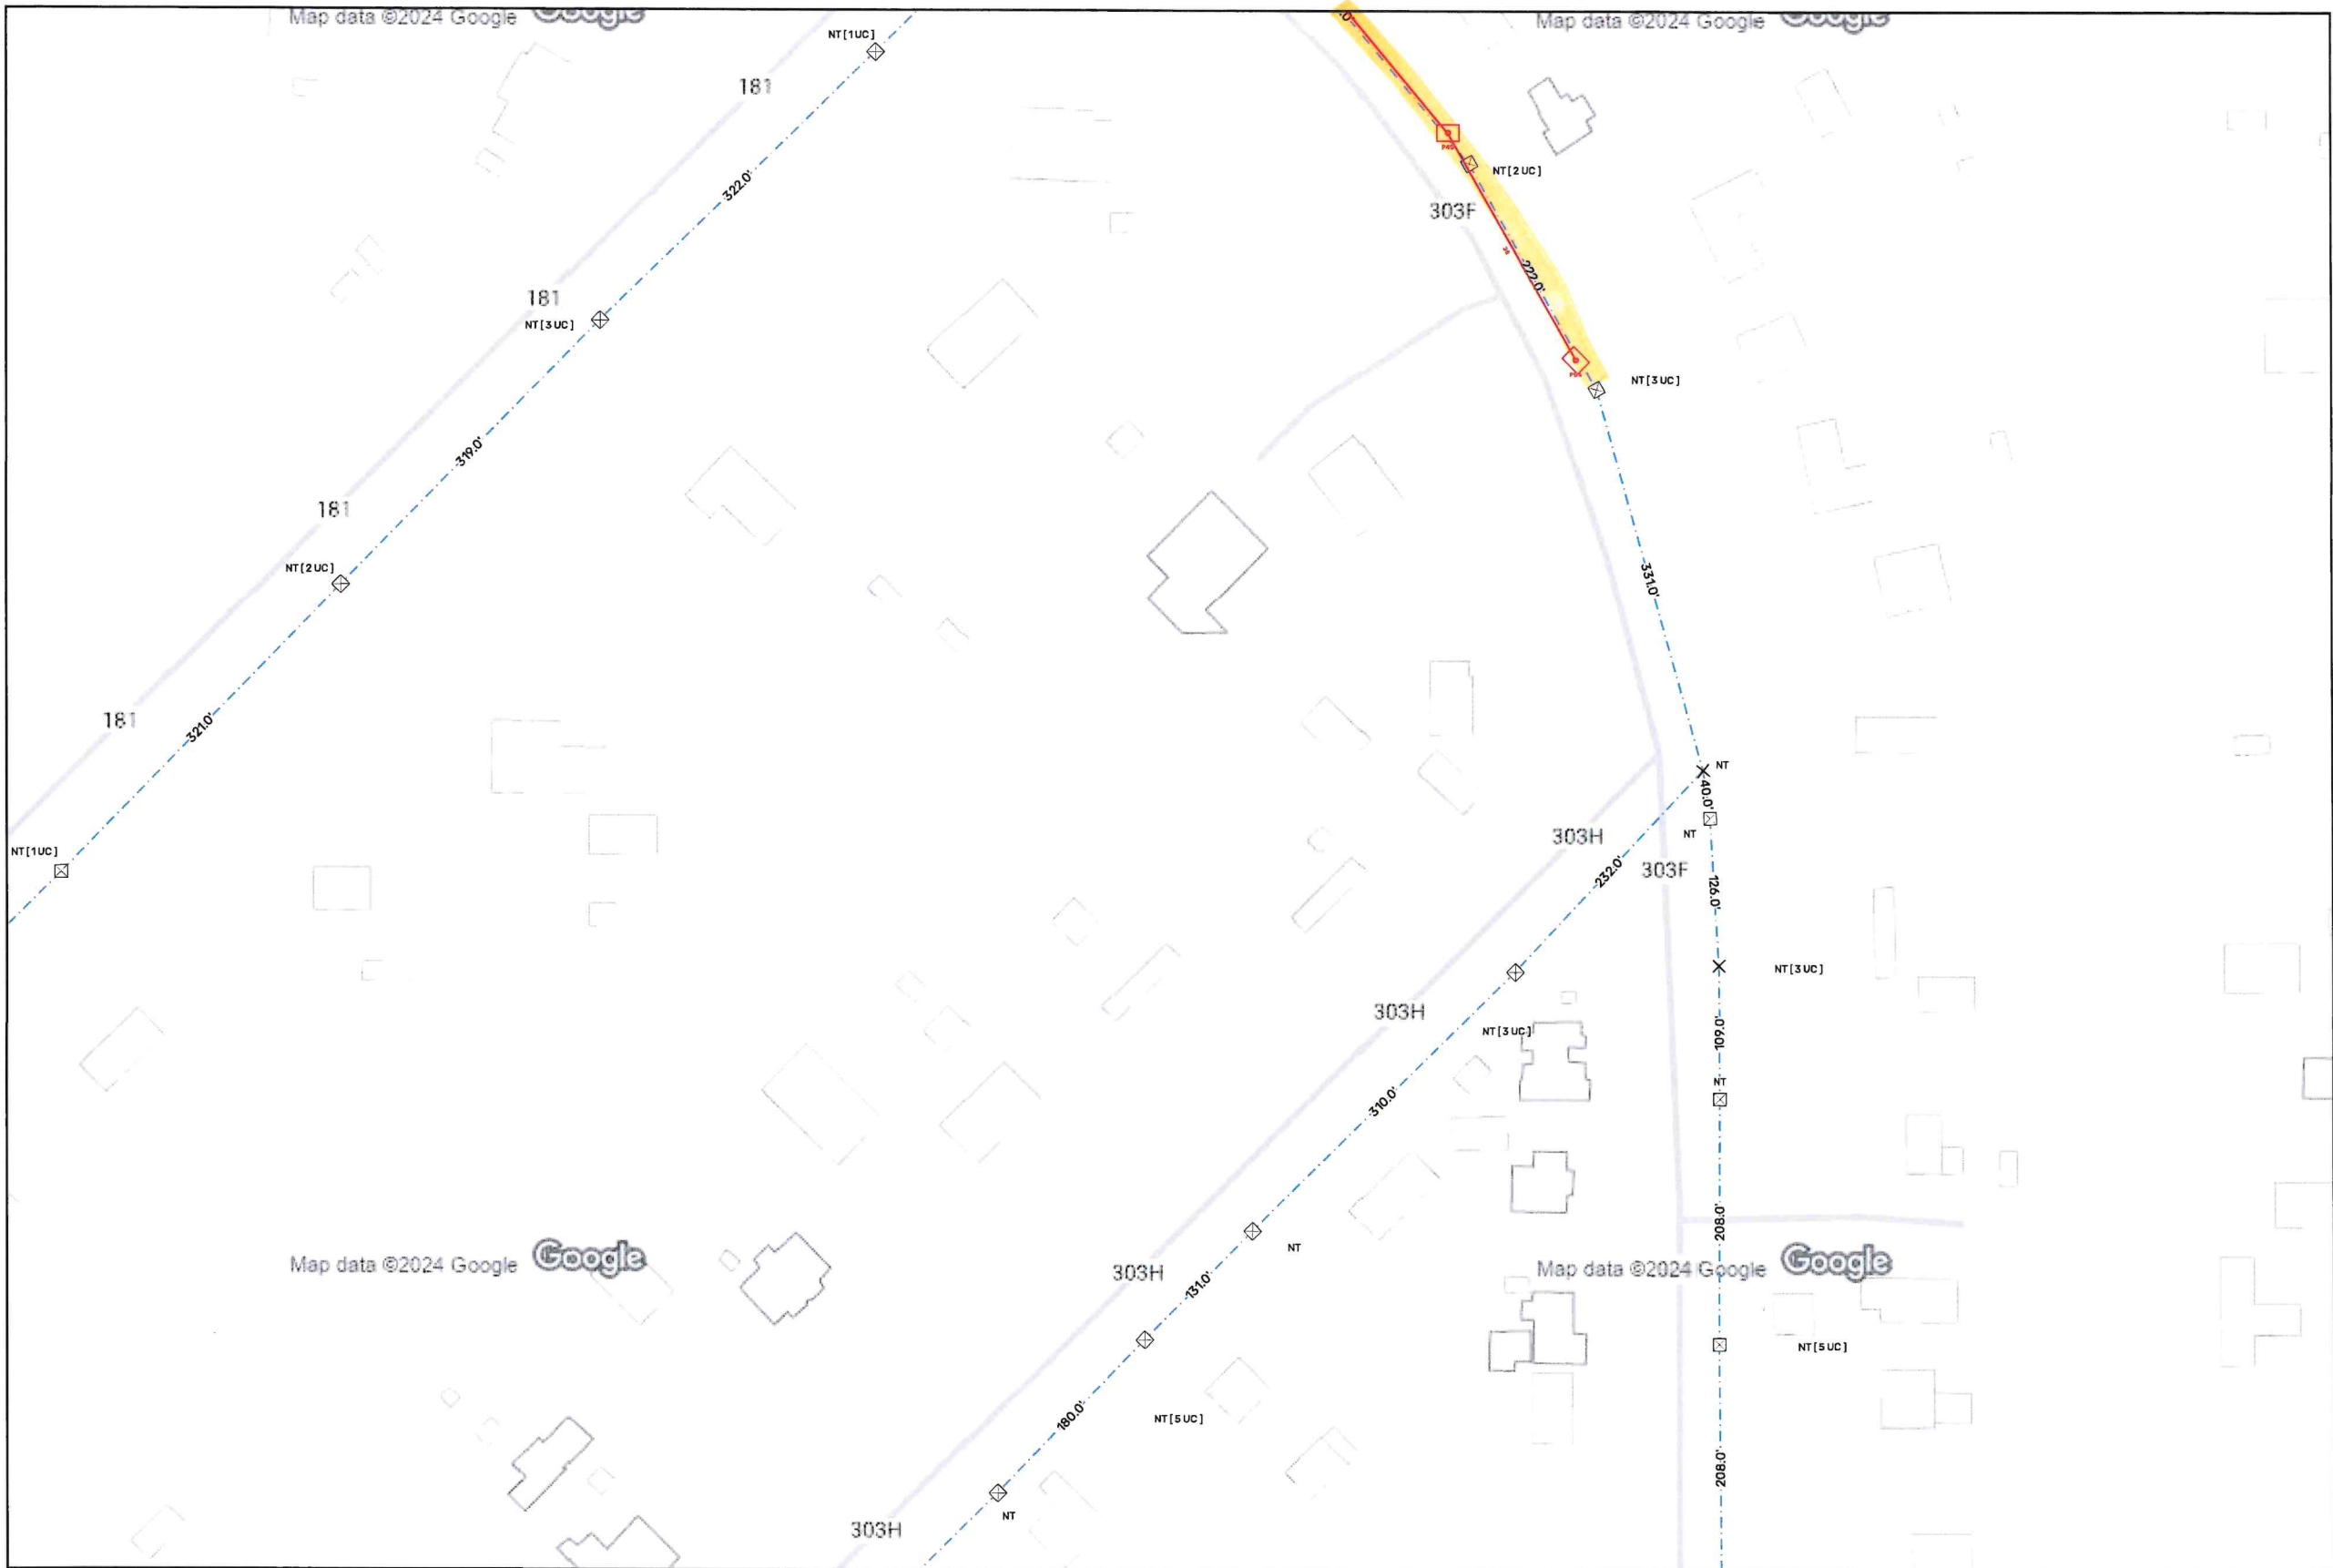 Map data ©2024 Google Google
Map data ©2024 Google Google
NT[1UC]
181
322.0'
NT[2UC]
303F
222.0'
181
NT[3UC]
NT[3UC]
319.0'
181
NT[2UC]
331.0'
181
321.0'
NT
40.0'
NT
303H
NT[1UC]
232.0'
303F
126.0'
NT[3UC]
303H
NT[3UC]
109.0'
NT
310.0'
208.0'
NT
Map data ©2024 Google Google
Map data ©2024 Google Google
303H
131.0'
NT[5UC]
180.0'
NT[5UC]
208.0'
NT
303H